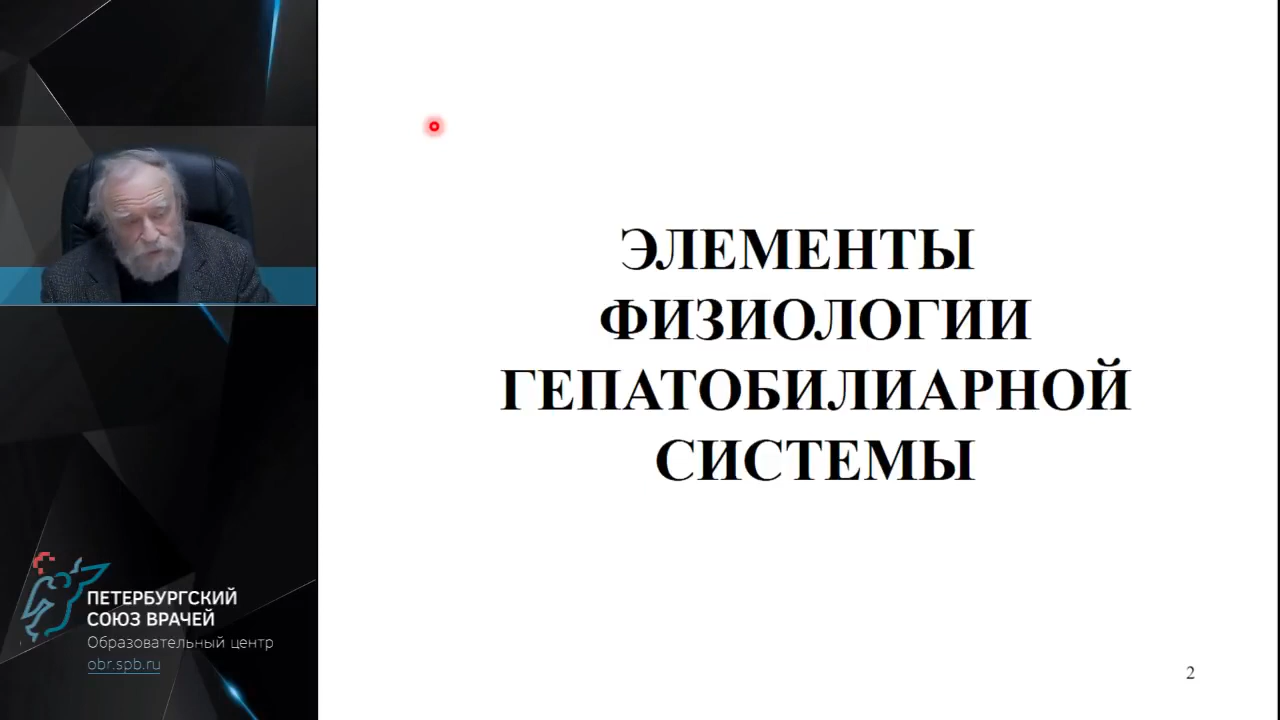 ЭЛЕМЕНТЫ
ФИЗИОЛОГИИ
ГЕПАТОБИЛИАРНОЙ
СИСТЕМЫ
2
ПЕТЕРБУРГСКИЙ
СОЮЗ ВРАЧЕЙ
Образовательный центр
obr.spb.ru